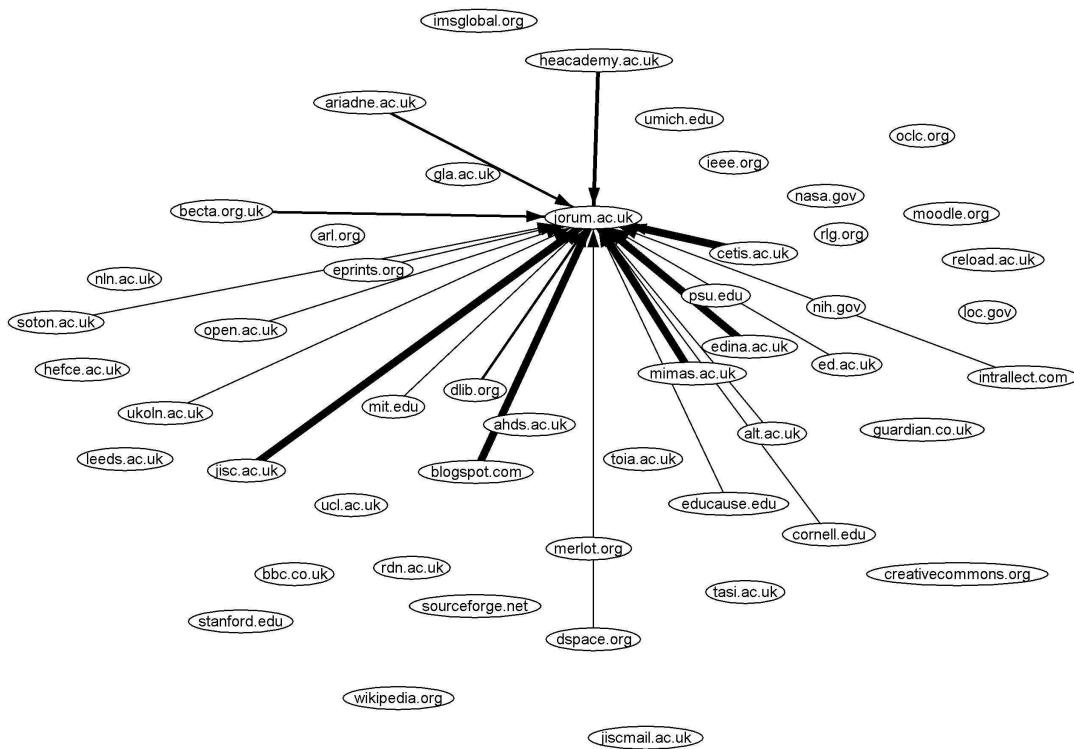 imsglobal.org
heacademy.ac.uk
ariadne.ac.uk
umich.edu
oclc.org
ieee.org
gla.ac.uk
nasa.gov
becta.org.uk
jorum.ac.uk
moodle.org
arl.org
rlg.org
cetis.ac.uk
reload.ac.uk
eprints.org
nln.ac.uk
psu.edu
nih.gov
loc.gov
soton.ac.uk
open.ac.uk
edina.ac.uk
ed.ac.uk
hefce.ac.uk
mimas.ac.uk
intrallect.com
dlib.org
mit.edu
ukoln.ac.uk
ahds.ac.uk
alt.ac.uk
guardian.co.uk
leeds.ac.uk
toia.ac.uk
jisc.ac.uk
blogspot.com
ucl.ac.uk
educause.edu
cornell.edu
merlot.org
rdn.ac.uk
bbc.co.uk
creativecommons.org
tasi.ac.uk
sourceforge.net
stanford.edu
dspace.org
wikipedia.org
jiscmail.ac.uk